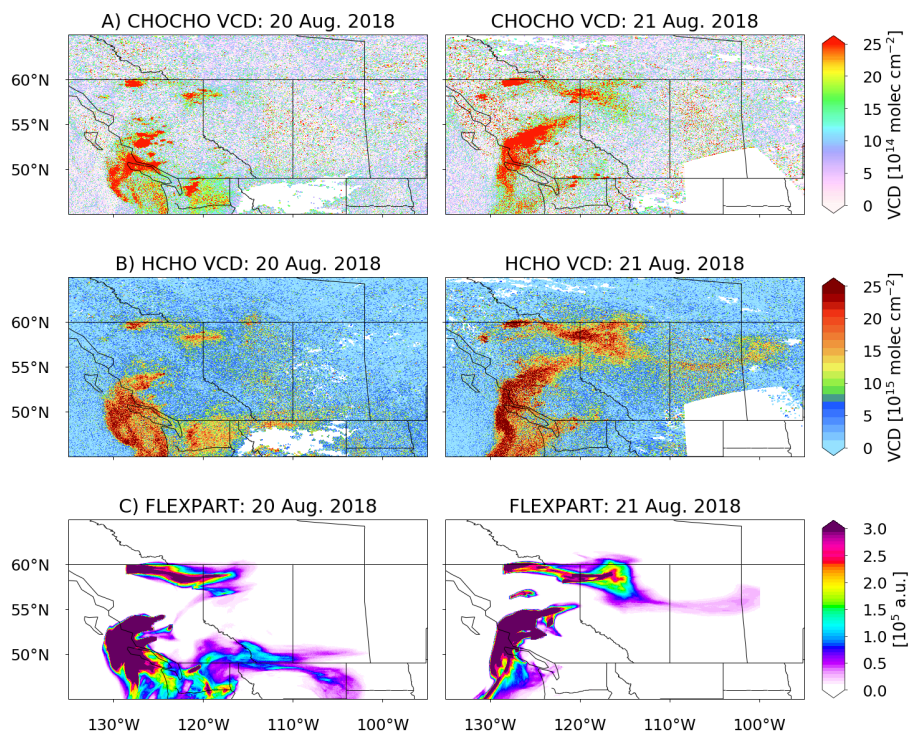 A) CHOCHO VCD: 20 Aug. 2018
CHOCHO VCD: 21 Aug. 2018
60°N
55°N
50°N
25
20
15
10
5
0
VCD [10¹⁴ molec cm⁻²]
B) HCHO VCD: 20 Aug. 2018
HCHO VCD: 21 Aug. 2018
60°N
55°N
50°N
25
20
15
10
5
0
VCD [10¹⁵ molec cm⁻²]
C) FLEXPART: 20 Aug. 2018
FLEXPART: 21 Aug. 2018
60°N
55°N
50°N
3.0
2.5
2.0
1.5
1.0
0.5
0.0
[10⁵ a.u.]
130°W 120°W 110°W 100°W 130°W 120°W 110°W 100°W